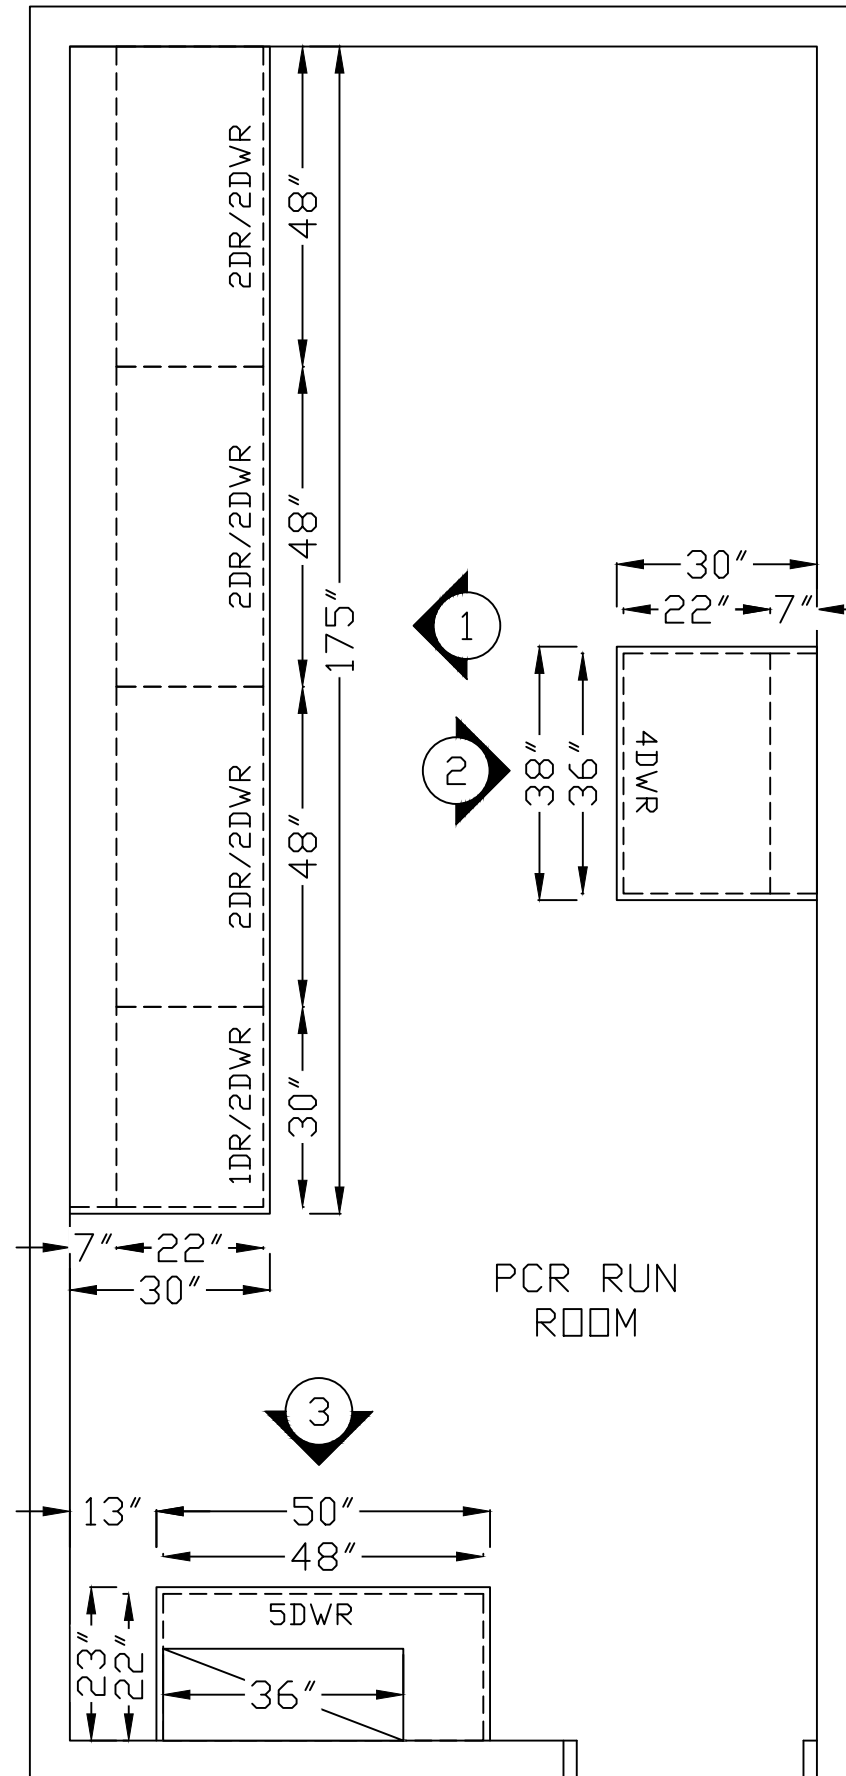 2DR/2DWR
48"
2DR/2DWR
48"
175"
30"
22"
7"
1
2
38"
36"
4DWR
2DR/2DWR
48"
1DR/2DWR
30"
7"
22"
30"
PCR RUN
ROOM
3
13"
50"
48"
5DWR
23"
22"
36"